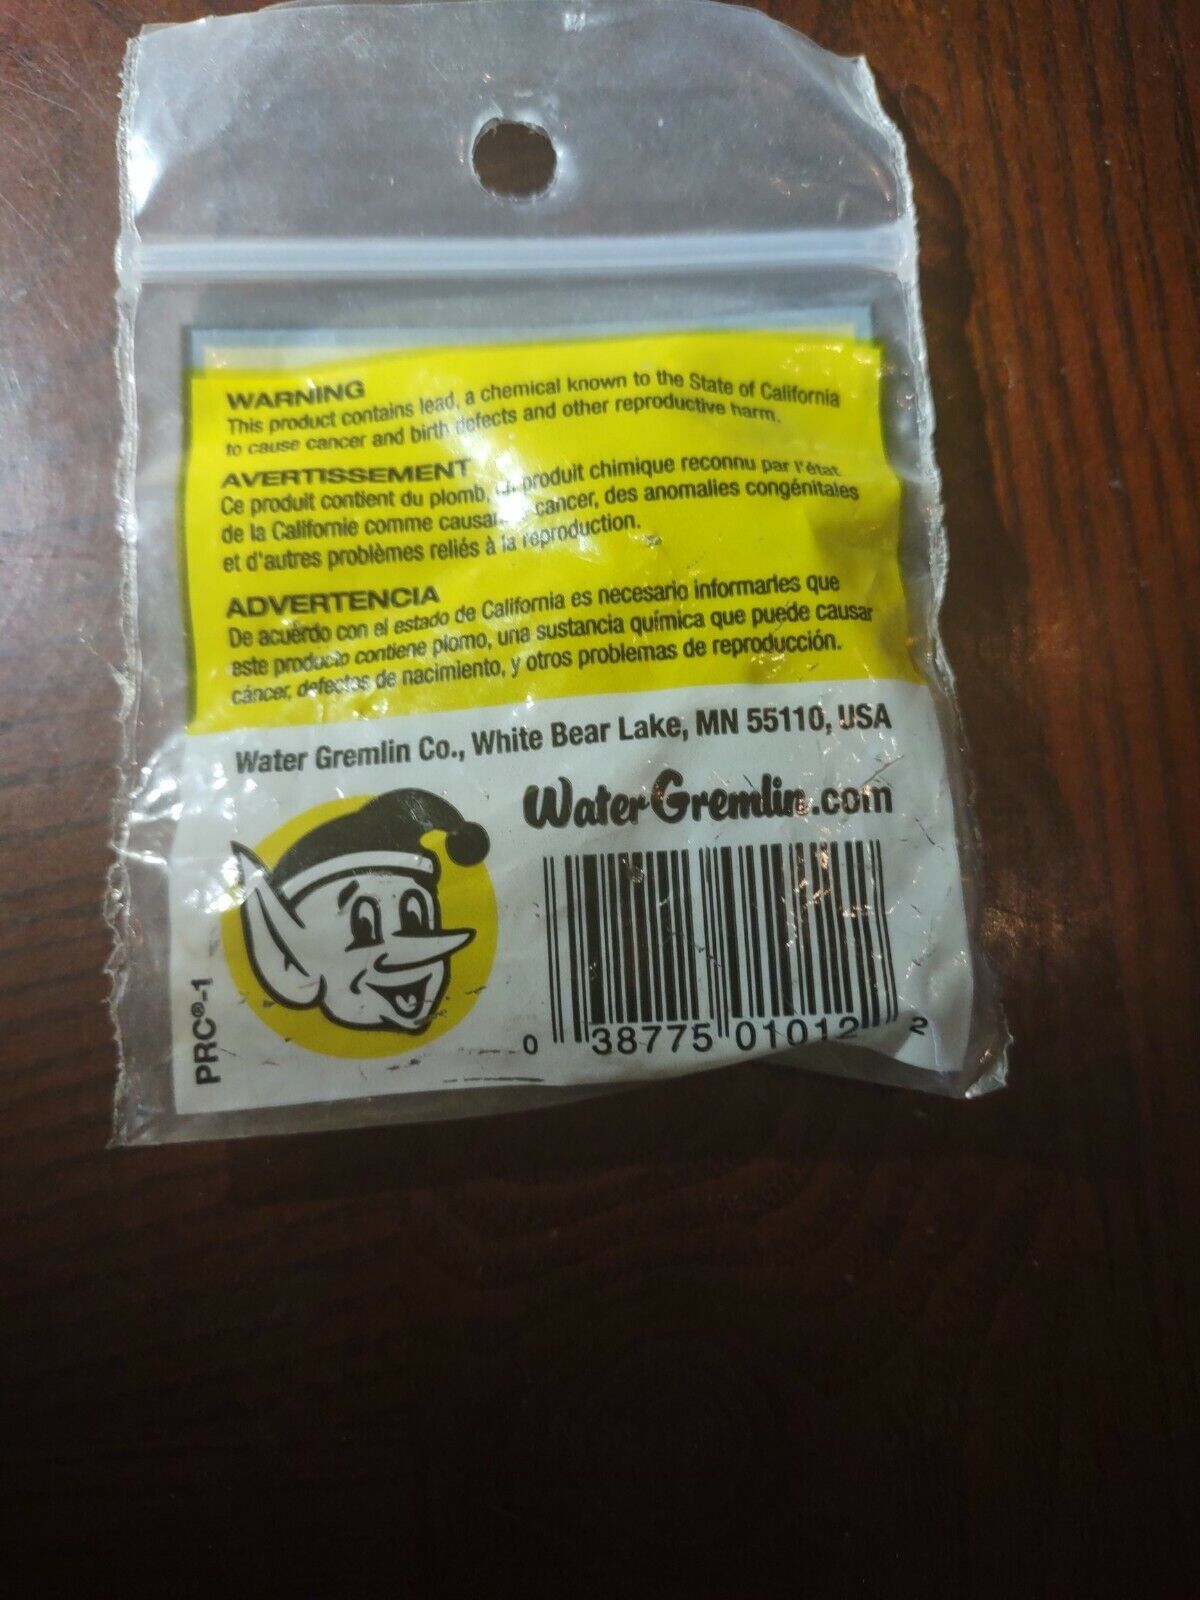 WARNING
This product contains lead, a chemical known to the State of California
to cause cancer and birth defects and other reproductive harm.
AVERTISSEMENT
Ce produit contient du plomb, produit chimique reconnu par l'état
de la Californie comme causant cancer, des anomalies congénitales
et d'autres problèmes reliés à la reproduction.
ADVERTENCIA
De acuérdo con el estado de California es necesario informarles que
este producto contiene plomo, una sustancia química que puede causar
cáncer, defectos de nacimiento, y otros problemas de reproducción.
Water Gremlin Co., White Bear Lake, MN 55110, USA
WaterGremlin.com
PRC®-1
0 38775 01012 2